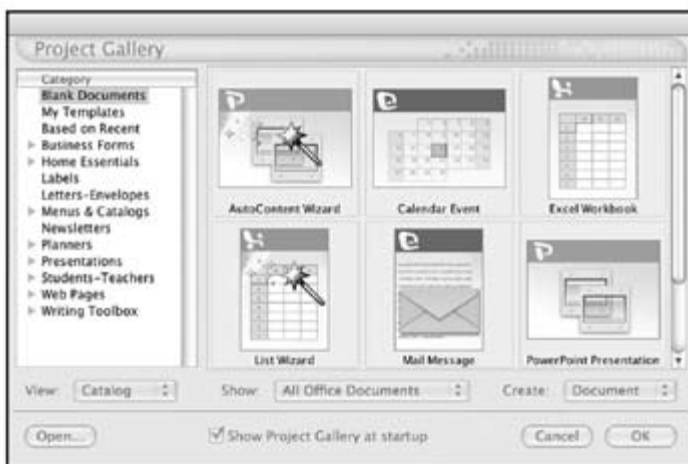 Project Gallery
Category
Blank Documents
My Templates
Based on Recent
Business Forms
Home Essentials
Labels
Letters-Envelopes
Menus & Catalogs
Newsletters
Planners
Presentations
Students-Teachers
Web Pages
Writing Toolbox
AutoContent Wizard
Calendar Event
Excel Workbook
List Wizard
Mail Message
PowerPoint Presentation
View: Catalog Show: All Office Documents Create: Document
Open... Show Project Gallery at startup Cancel OK